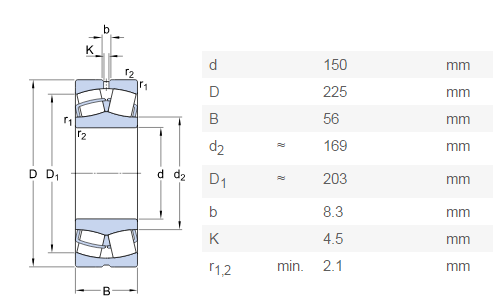 b
K
r2
r1
r1
r2
D D1 d d2
B
d 150 mm
D 225 mm
B 56 mm
d2 ≈ 169 mm
D1 ≈ 203 mm
b 8.3 mm
K 4.5 mm
r1,2 min. 2.1 mm